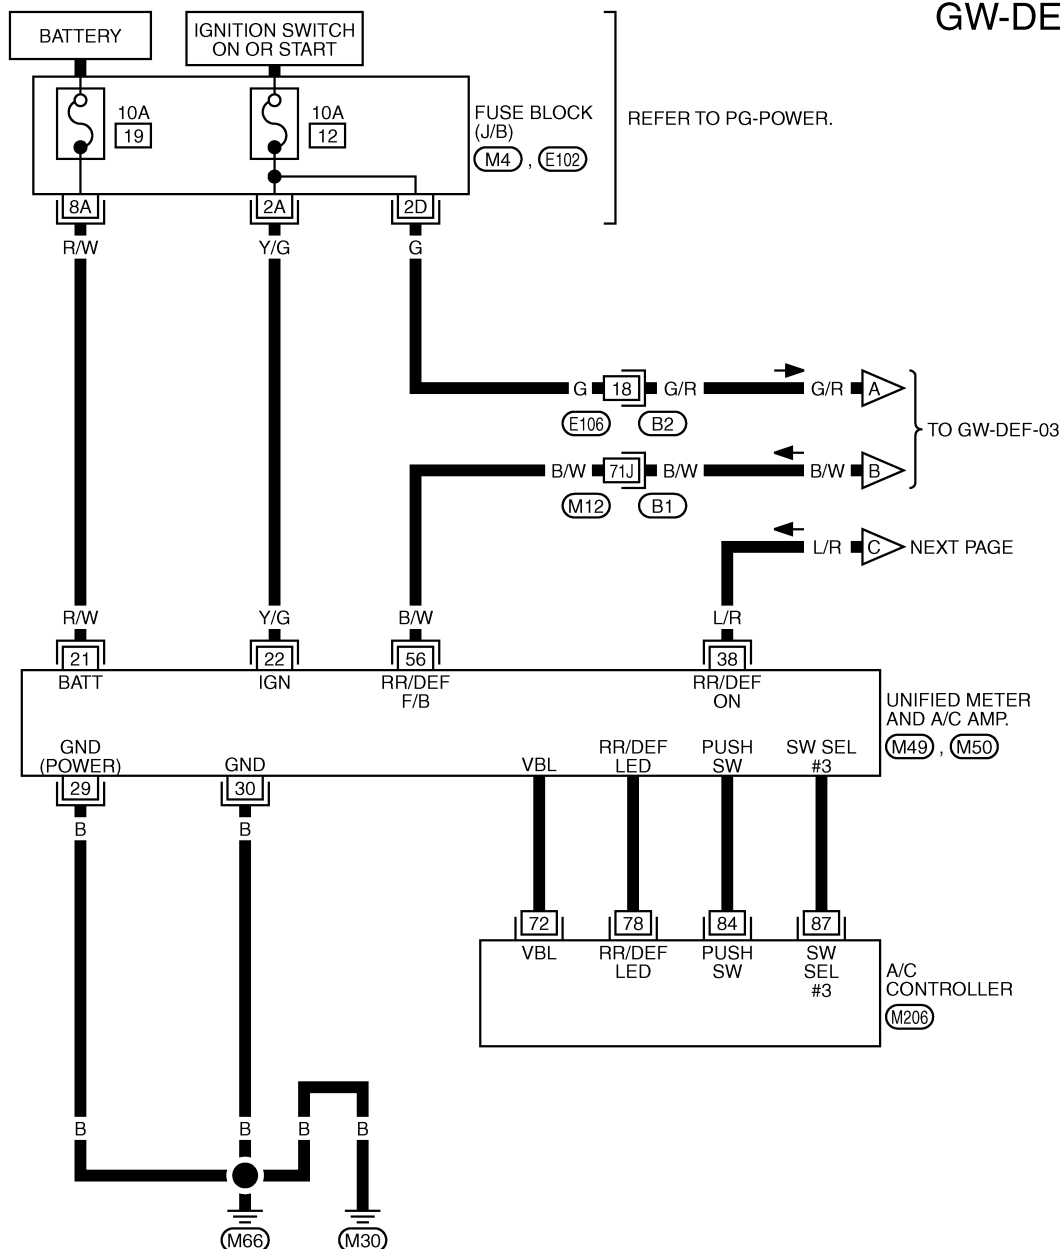 GW-DE
BATTERY
IGNITION SWITCH
ON OR START
10A
19
10A
12
FUSE BLOCK
(J/B)
M4 , E102
REFER TO PG-POWER.
8A
2A
2D
R/W
Y/G
G
G
18
G/R
G/R
A
E106
B2
TO GW-DEF-03
B/W
71J
B/W
B/W
B
M12
B1
L/R
C
NEXT PAGE
R/W
Y/G
B/W
L/R
21
22
56
38
BATT
IGN
RR/DEF
F/B
RR/DEF
ON
UNIFIED METER
AND A/C AMP.
M49 , M50
GND
(POWER)
GND
VBL
RR/DEF
LED
PUSH
SW
SW SEL
#3
29
30
B
B
72
78
84
87
VBL
RR/DEF
LED
PUSH
SW
SW
SEL
#3
A/C
CONTROLLER
M206
B
B
B
B
M66
M30